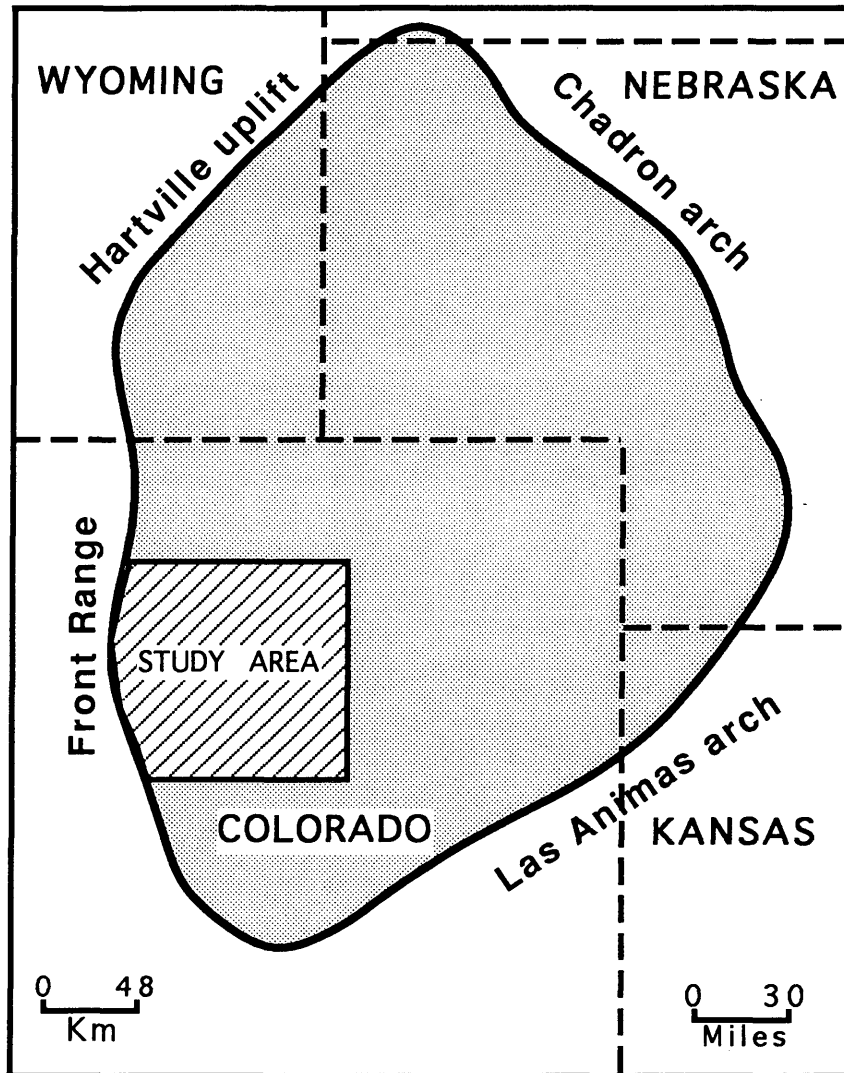 WYOMING
NEBRASKA
Hartville uplift
Chadron arch
Front Range
STUDY AREA
COLORADO
Las Animas arch
KANSAS
0 48
Km
0 30
Miles